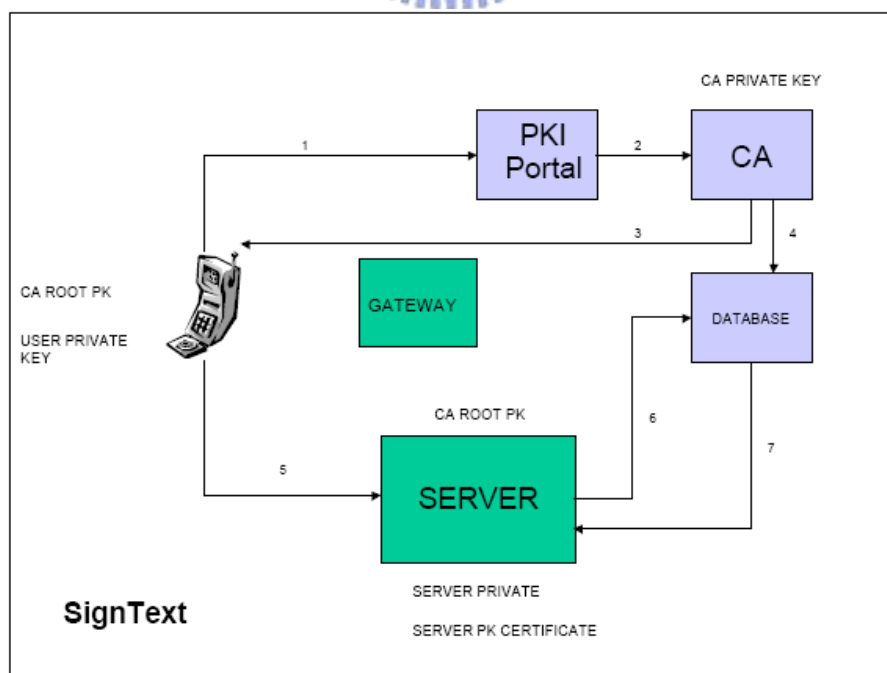 CA PRIVATE KEY
PKI
Portal
CA
1
2
3
4
CA ROOT PK
USER PRIVATE
KEY
GATEWAY
DATABASE
CA ROOT PK
6
7
5
SERVER
SERVER PRIVATE
SERVER PK CERTIFICATE
SignText